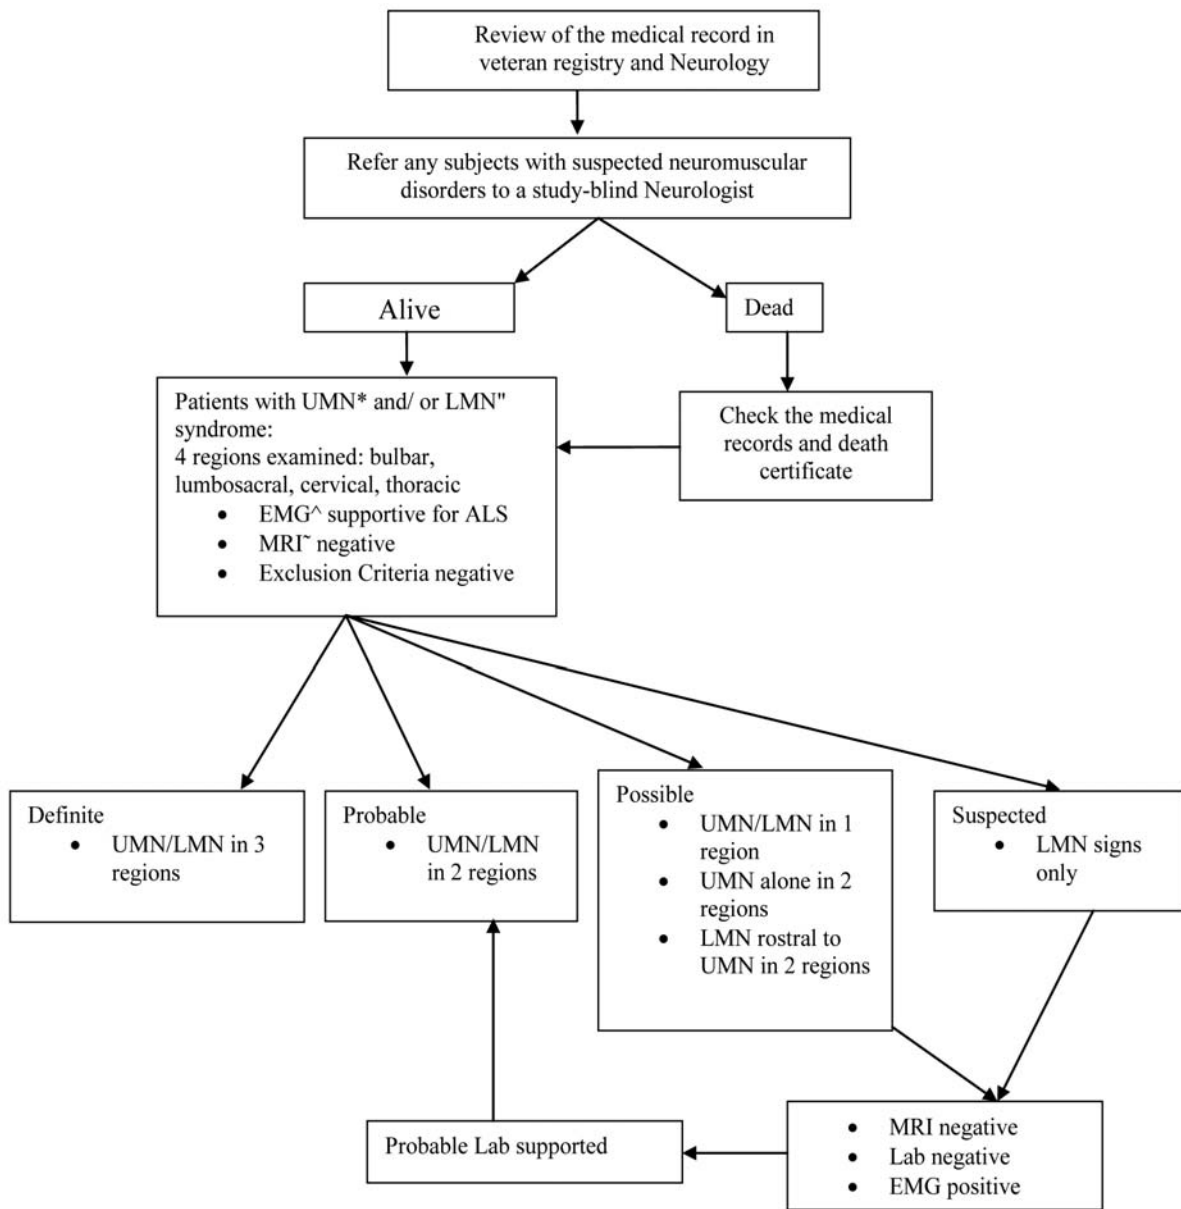 Review of the medical record in
veteran registry and Neurology
Refer any subjects with suspected neuromuscular
disorders to a study-blind Neurologist
Alive
Dead
Patients with UMN* and/ or LMN"
syndrome:
4 regions examined: bulbar,
lumbosacral, cervical, thoracic
• EMG^ supportive for ALS
• MRI~ negative
• Exclusion Criteria negative
Check the medical
records and death
certificate
Definite
• UMN/LMN in 3
regions
Probable
• UMN/LMN
in 2 regions
Possible
• UMN/LMN in 1
region
• UMN alone in 2
regions
• LMN rostral to
UMN in 2 regions
Suspected
• LMN signs
only
Probable Lab supported
• MRI negative
• Lab negative
• EMG positive